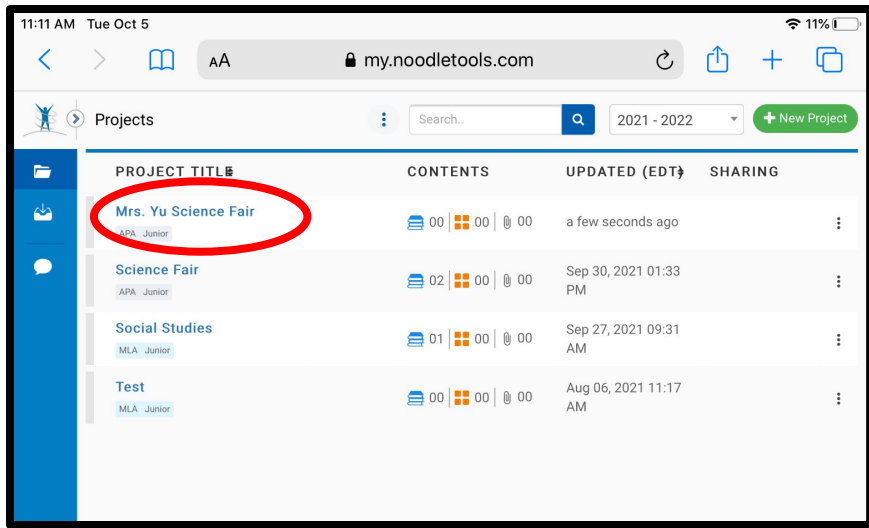 11:11 AM Tue Oct 5 11%
AA my.noodletools.com
Projects Search.. 2021 - 2022 New Project
PROJECT TITLE CONTENTS UPDATED (EDT) SHARING
Mrs. Yu Science Fair
APA Junior
00 00 00 a few seconds ago
Science Fair
APA Junior
02 00 00 Sep 30, 2021 01:33
PM
Social Studies
MLA Junior
01 00 00 Sep 27, 2021 09:31
AM
Test
MLA Junior
00 00 00 Aug 06, 2021 11:17
AM